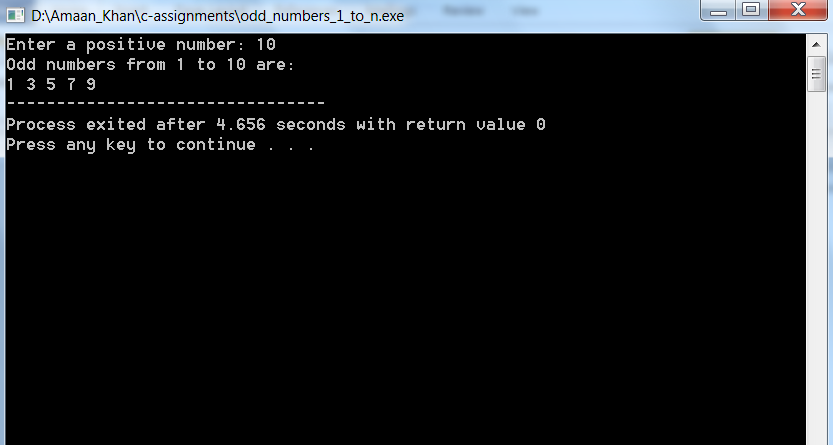 D:\Amaan_Khan\c-assignments\odd_numbers_1_to_n.exe
Enter a positive number: 10
Odd numbers from 1 to 10 are:
1 3 5 7 9
--------------------------------
Process exited after 4.656 seconds with return value 0
Press any key to continue . . .